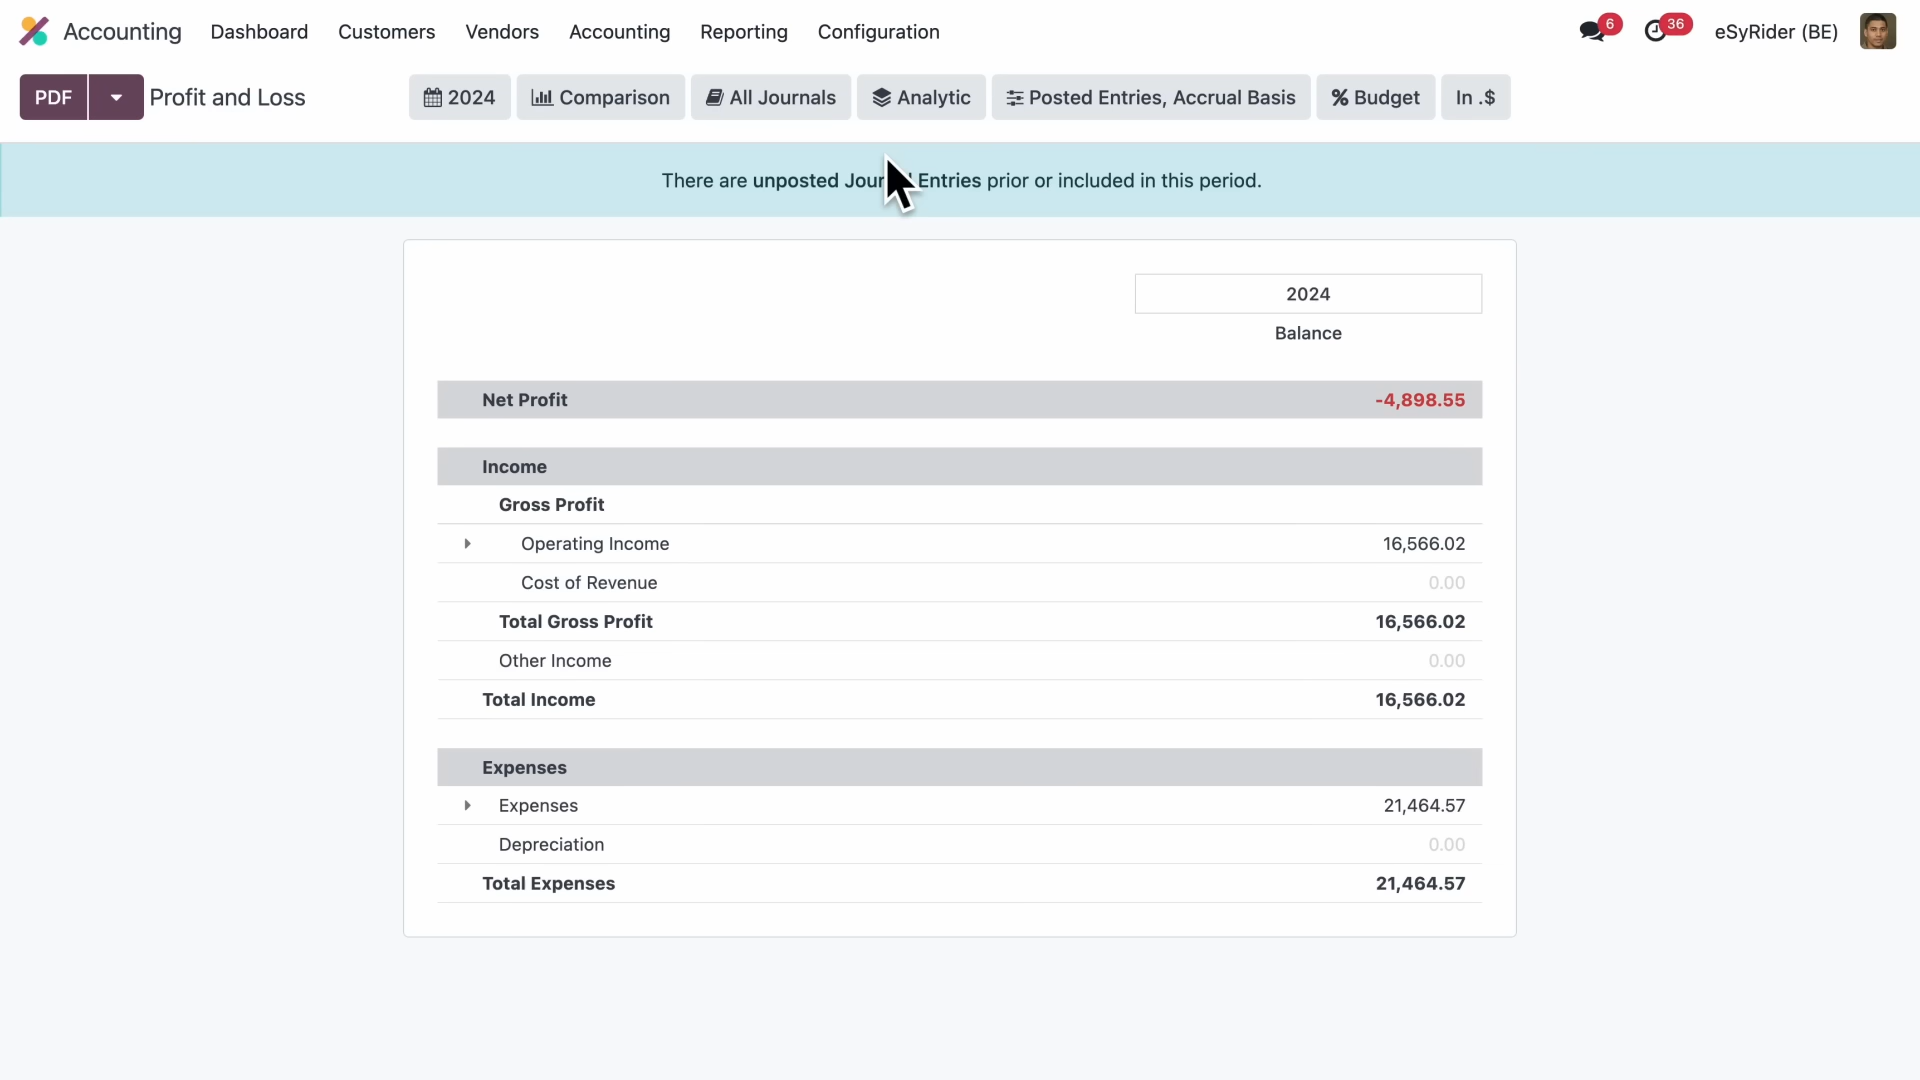 Accounting Dashboard Customers Vendors Accounting Reporting Configuration 6 36 eSyRider (BE)
PDF Profit and Loss 2024 Comparison All Journals Analytic Posted Entries, Accrual Basis % Budget In .$
There are unposted Jour Entries prior or included in this period.
2024
Balance
Net Profit -4,898.55
Income
Gross Profit
Operating Income 16,566.02
Cost of Revenue 0.00
Total Gross Profit 16,566.02
Other Income 0.00
Total Income 16,566.02
Expenses
Expenses 21,464.57
Depreciation 0.00
Total Expenses 21,464.57